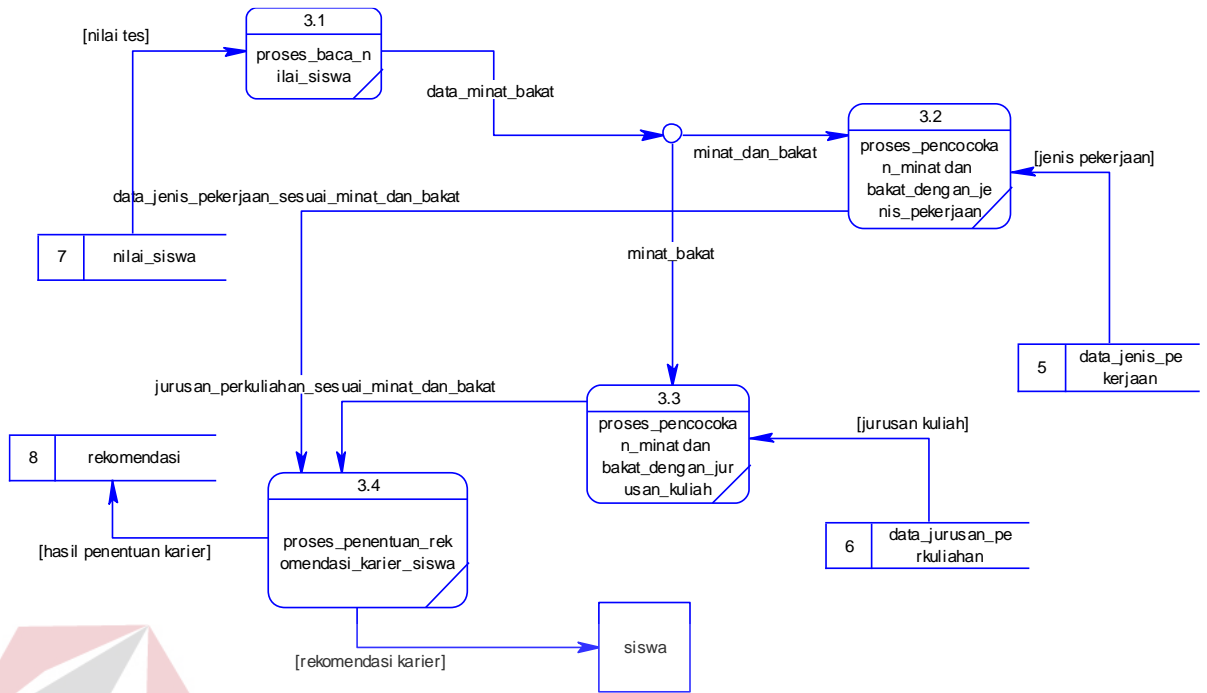 3.1
[nilai tes]
proses_baca_n
ilai_siswa
data_minat_bakat
3.2
minat_dan_bakat
proses_pencocoka
n_minat dan
bakat_dengan_je
nis_pekerjaan
[jenis pekerjaan]
data_jenis_pekerjaan_sesuai_minat_dan_bakat
7
nilai_siswa
minat_bakat
5
data_jenis_pe
kerjaan
jurusan_perkuliahan_sesuai_minat_dan_bakat
3.3
proses_pencocoka
n_minat dan
bakat_dengan_jur
usan_kuliah
[jurusan kuliah]
8
rekomendasi
3.4
proses_penentuan_rek
omendasi_karier_siswa
[hasil penentuan karier]
6
data_jurusan_pe
rkuliahan
siswa
[rekomendasi karier]